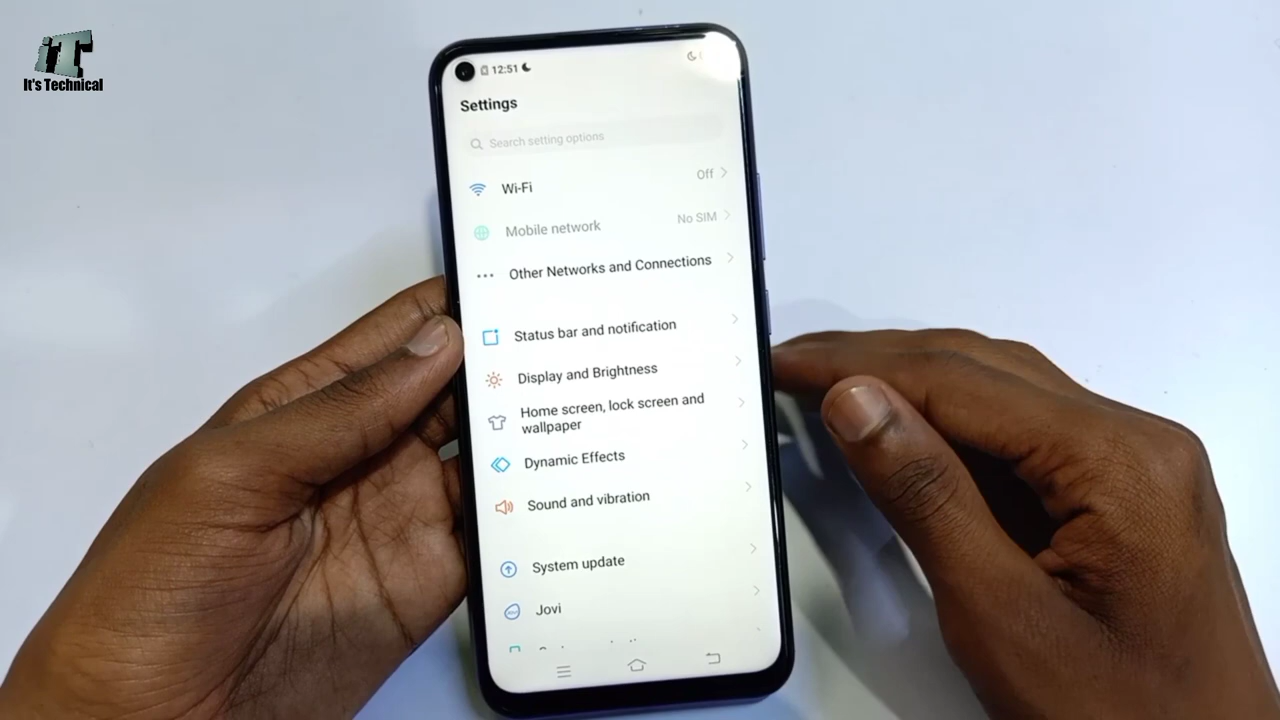 iT
It's Technical
12:51
Settings
Search setting options
Wi-Fi Off
Mobile network No SIM
Other Networks and Connections
Status bar and notification
Display and Brightness
Home screen, lock screen and
wallpaper
Dynamic Effects
Sound and vibration
System update
Jovi